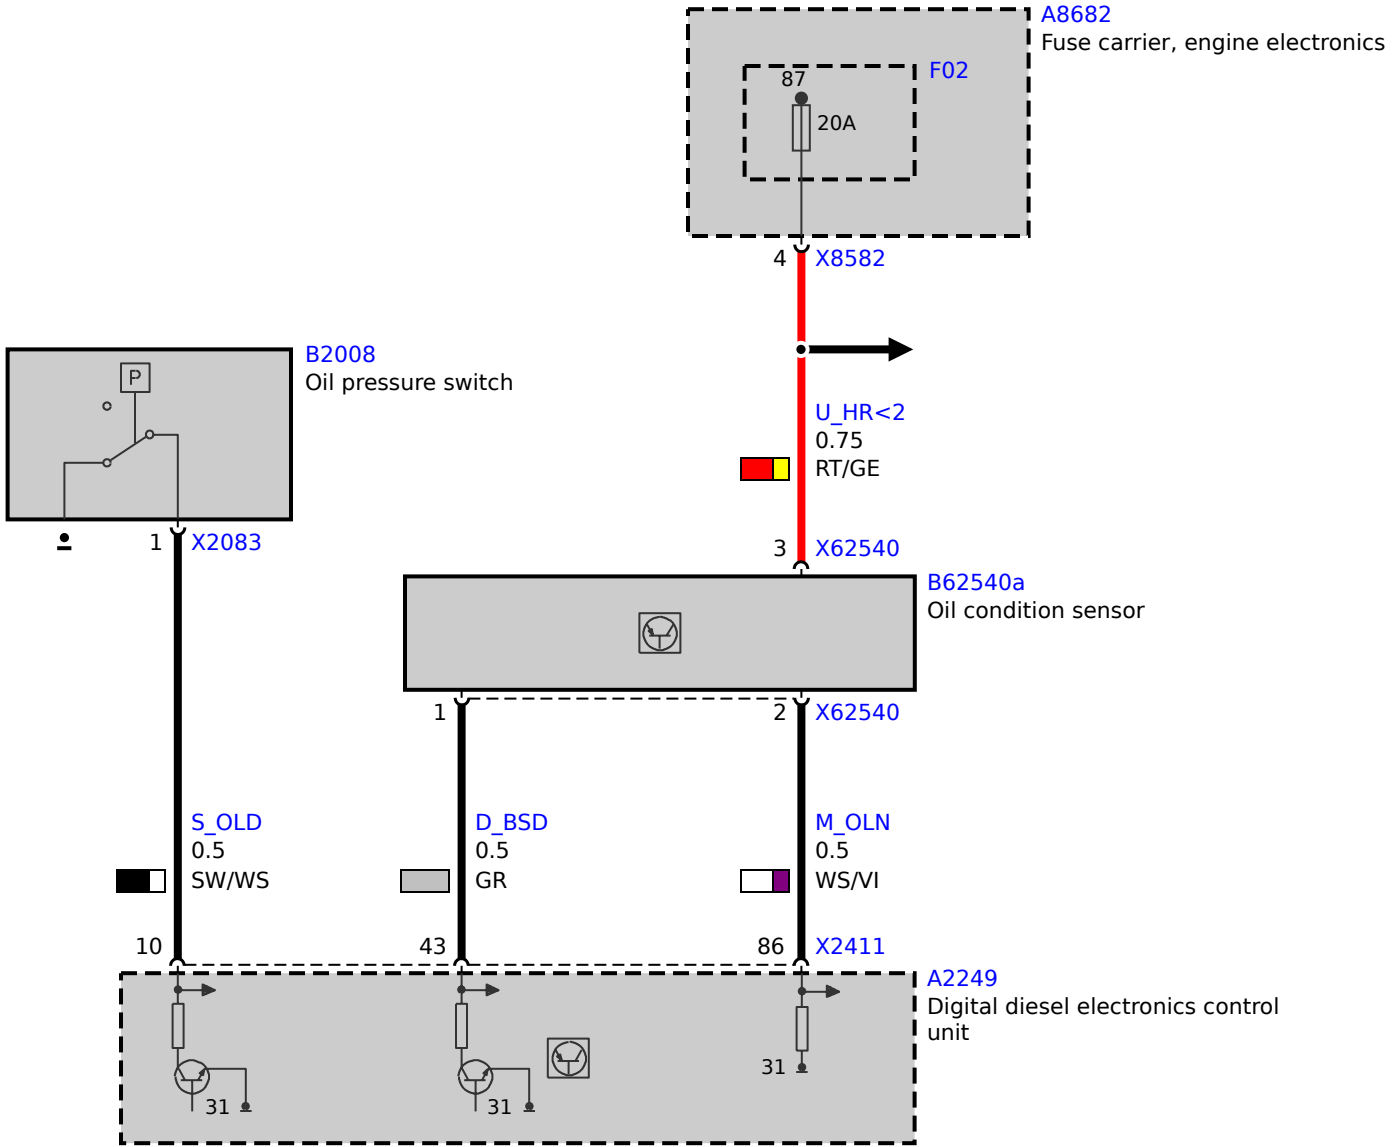 A8682
Fuse carrier, engine electronics
F02
87
20A
4 X8582
B2008
Oil pressure switch
P
U_HR<2
0.75
RT/GE
1 X2083
3 X62540
B62540a
Oil condition sensor
1 2 X62540
S_OLD D_BSD M_OLN
0.5 0.5 0.5
SW/WS GR WS/VI
10 43 86 X2411
A2249
Digital diesel electronics control
unit
31 31 31